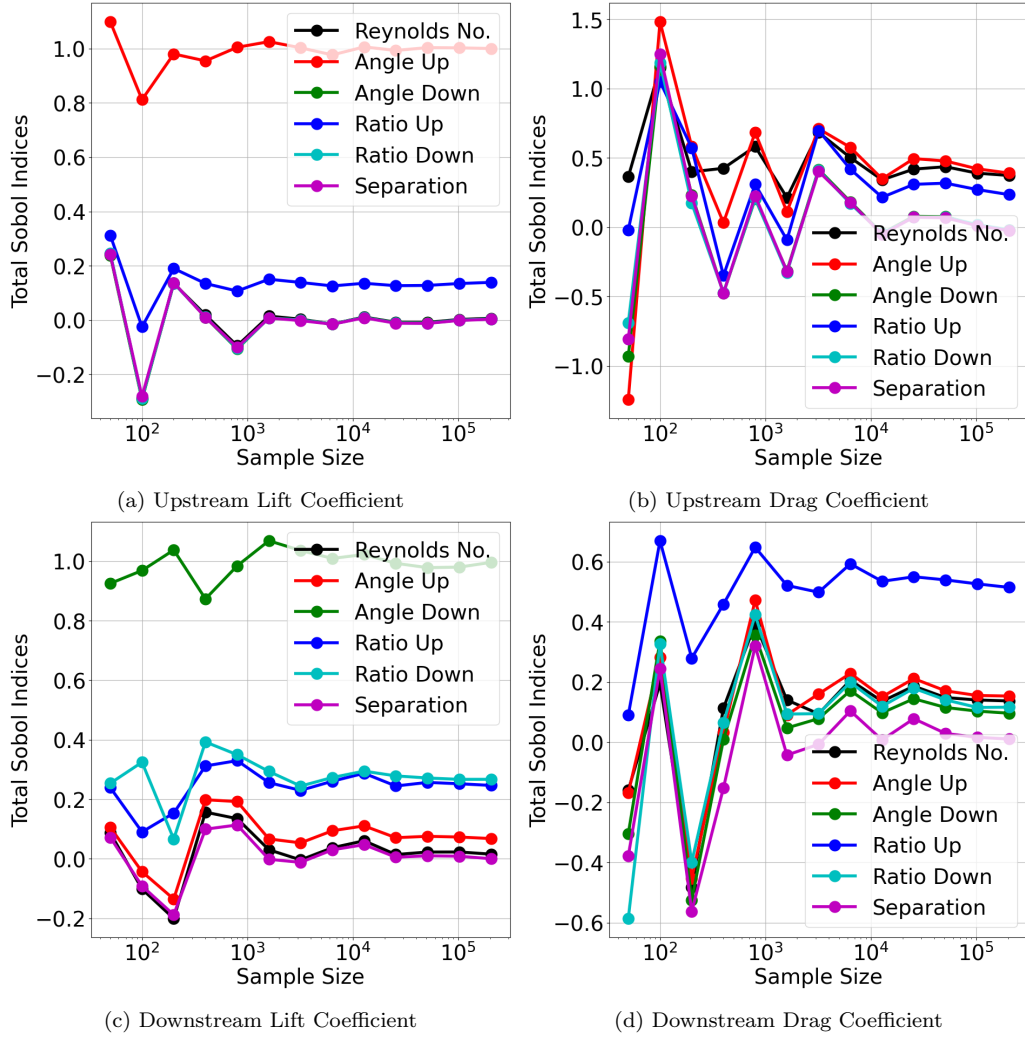 Total Sobol Indices
1.0
0.8
0.6
0.4
0.2
0.0
−0.2
Reynolds No.
Angle Up
Angle Down
Ratio Up
Ratio Down
Separation
10² 10³ 10⁴ 10⁵
Sample Size
(a) Upstream Lift Coefficient
Total Sobol Indices
1.5
1.0
0.5
0.0
−0.5
−1.0
Reynolds No.
Angle Up
Angle Down
Ratio Up
Ratio Down
Separation
10² 10³ 10⁴ 10⁵
Sample Size
(b) Upstream Drag Coefficient
Total Sobol Indices
1.0
0.8
0.6
0.4
0.2
0.0
−0.2
Reynolds No.
Angle Up
Angle Down
Ratio Up
Ratio Down
Separation
10² 10³ 10⁴ 10⁵
Sample Size
(c) Downstream Lift Coefficient
Total Sobol Indices
0.6
0.4
0.2
0.0
−0.2
−0.4
−0.6
Reynolds No.
Angle Up
Angle Down
Ratio Up
Ratio Down
Separation
10² 10³ 10⁴ 10⁵
Sample Size
(d) Downstream Drag Coefficient